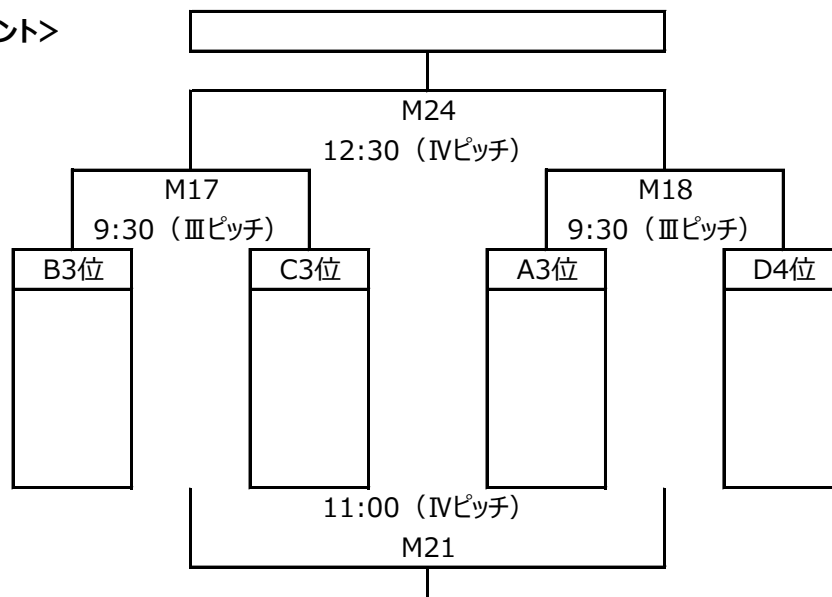 ント>
M24
12:30（Ⅳピッチ）
M17
M18
9:30（Ⅲピッチ）
9:30（Ⅲピッチ）
B3位
C3位
A3位
D4位
11:00（Ⅳピッチ）
M21